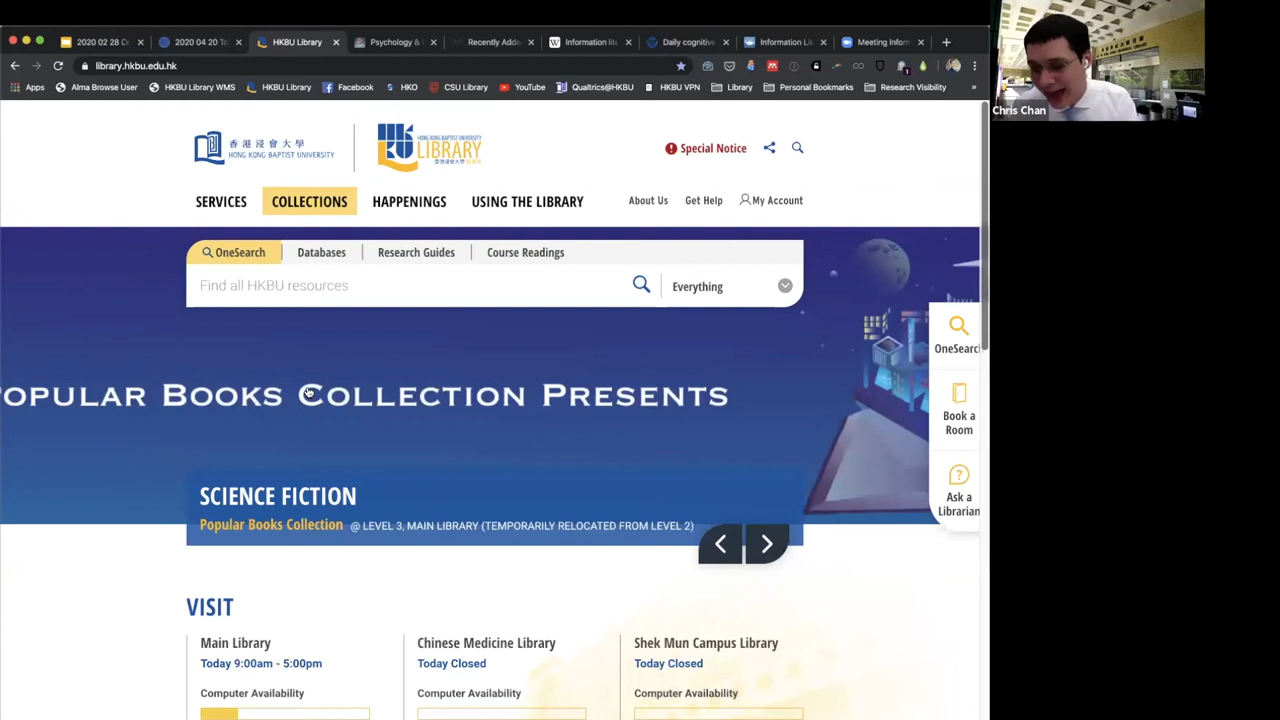 2020 02 28 C
2020 04 20 To
HKBU Library
Psychology &
Recently Adde
Information lite
Daily cognitive
Information Li
Meeting Inform
library.hkbu.edu.hk
Apps
Alma Browse User
HKBU Library WMS
HKBU Library
Facebook
HKO
CSU Library
YouTube
Qualtrics@HKBU
HKBU VPN
Library
Personal Bookmarks
Research Visibility
»
Chris Chan
香港浸會大學
HONG KONG BAPTIST UNIVERSITY
HKBU
HONG KONG BAPTIST UNIVERSITY
LIBRARY
Special Notice
SERVICES
COLLECTIONS
HAPPENINGS
USING THE LIBRARY
About Us
Get Help
My Account
OneSearch
Databases
Research Guides
Course Readings
Find all HKBU resources
Everything
OPULAR BOOKS COLLECTION PRESENTS
OneSearch
Book a
Room
Ask a
Librarian
SCIENCE FICTION
Popular Books Collection @ LEVEL 3, MAIN LIBRARY (TEMPORARILY RELOCATED FROM LEVEL 2)
VISIT
Main Library
Today 9:00am - 5:00pm
Computer Availability
Chinese Medicine Library
Today Closed
Computer Availability
Shek Mun Campus Library
Today Closed
Computer Availability